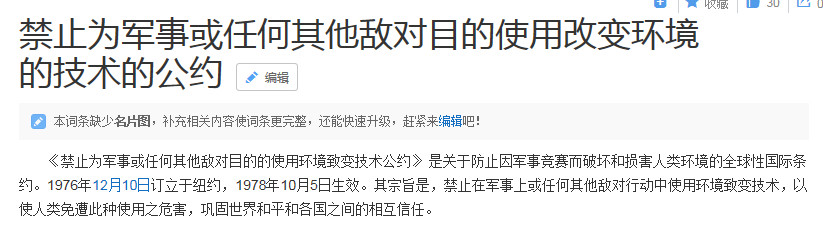 收藏
30
禁止为军事或任何其他敌对目的使用改变环境
的技术的公约
编辑
本词条缺少名片图，补充相关内容使词条更完整，还能快速升级，赶紧来编辑吧！
《禁止为军事或任何其他敌对目的的使用环境致变技术公约》是关于防止因军事竞赛而破坏和损害人类环境的全球性国际条
约。1976年12月10日订立于纽约，1978年10月5日生效。其宗旨是，禁止在军事上或任何其他敌对行动中使用环境致变技术，以
使人类免遭此种使用之危害，巩固世界和平和各国之间的相互信任。